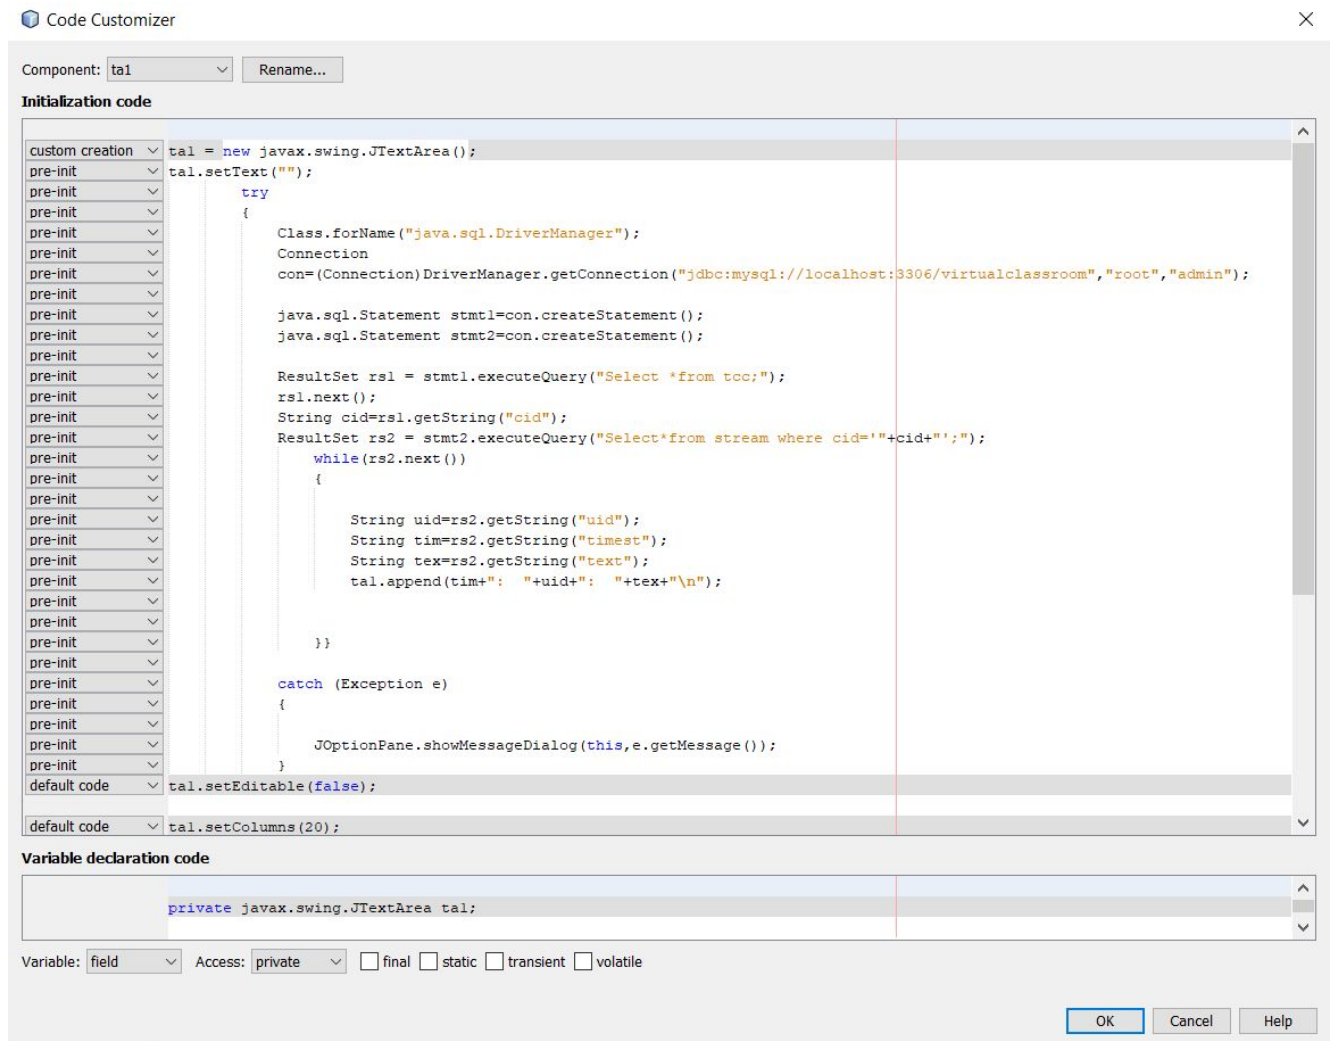 Code Customizer
Component: ta1 Rename...
Initialization code
custom creation ta1 = new javax.swing.JTextArea();
pre-init ta1.setText("");
pre-init try
pre-init {
pre-init Class.forName("java.sql.DriverManager");
pre-init Connection
pre-init con=(Connection)DriverManager.getConnection("jdbc:mysql://localhost:3306/virtualclassroom","root","admin");
pre-init
pre-init java.sql.Statement stmt1=con.createStatement();
pre-init java.sql.Statement stmt2=con.createStatement();
pre-init
pre-init ResultSet rs1 = stmt1.executeQuery("Select *from tcc;");
pre-init rs1.next();
pre-init String cid=rs1.getString("cid");
pre-init ResultSet rs2 = stmt2.executeQuery("Select*from stream where cid='"+cid+"';");
pre-init while(rs2.next())
pre-init {
pre-init
pre-init String uid=rs2.getString("uid");
pre-init String tim=rs2.getString("timest");
pre-init String tex=rs2.getString("text");
pre-init ta1.append(tim+":  "+uid+":  "+tex+"\n");
pre-init
pre-init
pre-init }}
pre-init
pre-init catch (Exception e)
pre-init {
pre-init
pre-init JOptionPane.showMessageDialog(this,e.getMessage());
pre-init }
default code ta1.setEditable(false);
default code ta1.setColumns(20);
Variable declaration code
private javax.swing.JTextArea ta1;
Variable: field Access: private final static transient volatile
OK Cancel Help